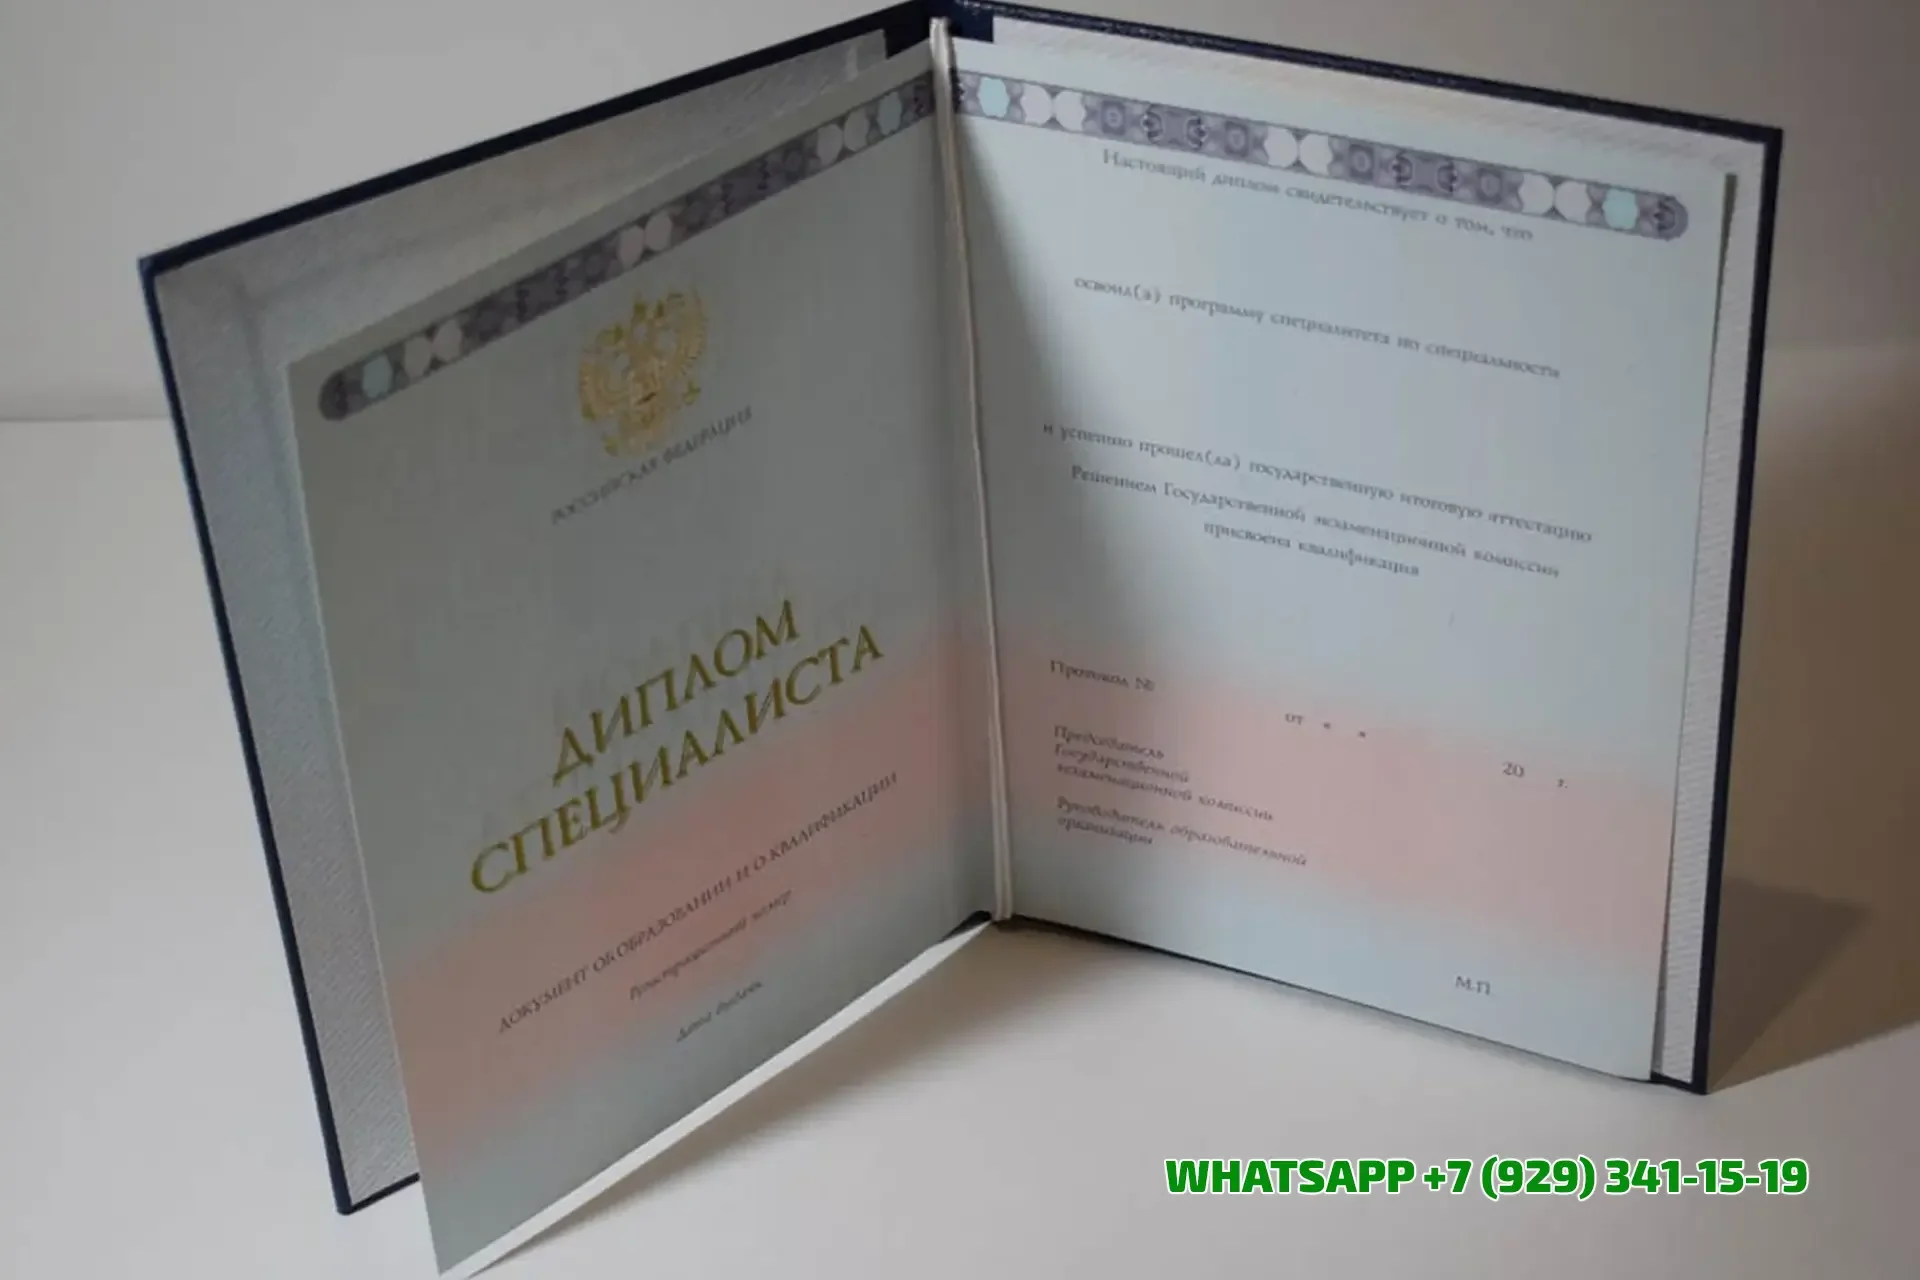 РОССИЙСКАЯ ФЕДЕРАЦИЯ
ДИПЛОМ
СПЕЦИАЛИСТА
ДОКУМЕНТ ОБ ОБРАЗОВАНИИ И О КВАЛИФИКАЦИИ
Регистрационный номер
Дата выдачи
Настоящий диплом свидетельствует о том, что
освоил(а) программу специалитета по специальности
и успешно прошел(ла) государственную итоговую аттестацию
Решением Государственной экзаменационной комиссии
присвоена квалификация
Протокол №
от « »
20 г.
Председатель
Государственной
экзаменационной комиссии
Руководитель образовательной
организации
М.П.
WHATSAPP +7 (929) 341-15-19